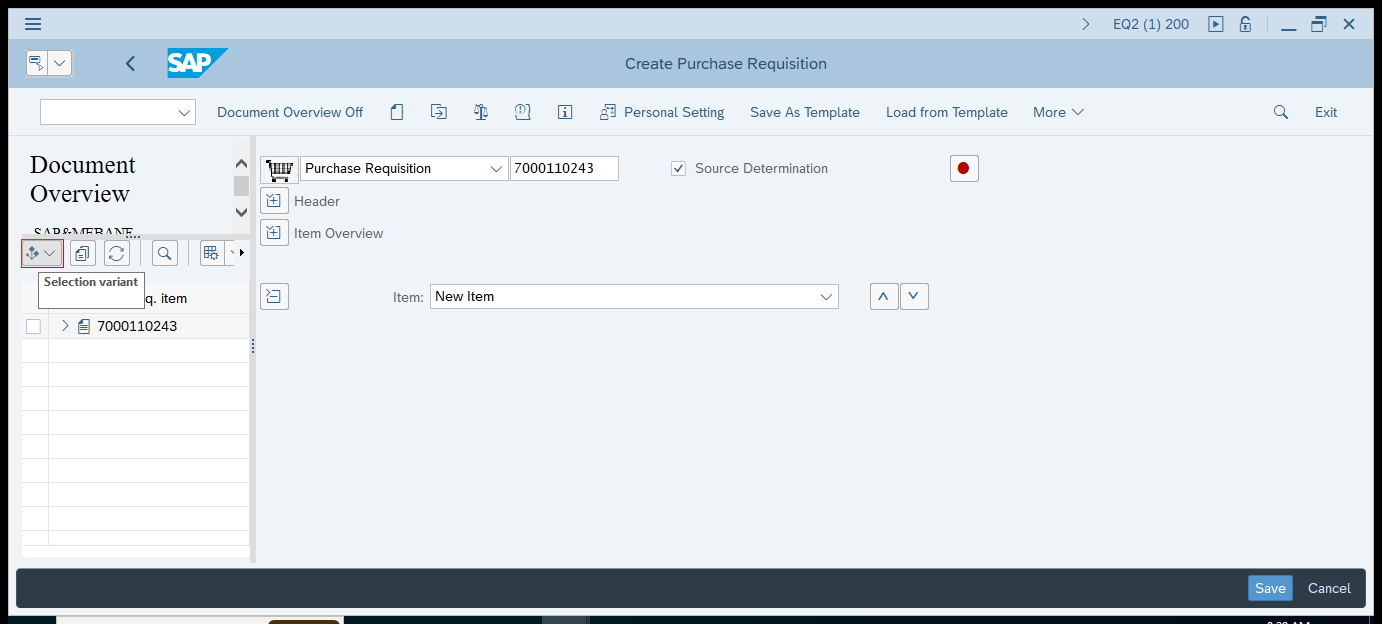 EQ2 (1) 200
SAP
Create Purchase Requisition
Document Overview Off
Personal Setting
Save As Template
Load from Template
More
Exit
Document
Overview
SAP&MEBANE
Purchase Requisition
7000110243
Source Determination
Header
Item Overview
Selection variant
q. item
Item:
New Item
7000110243
Save
Cancel